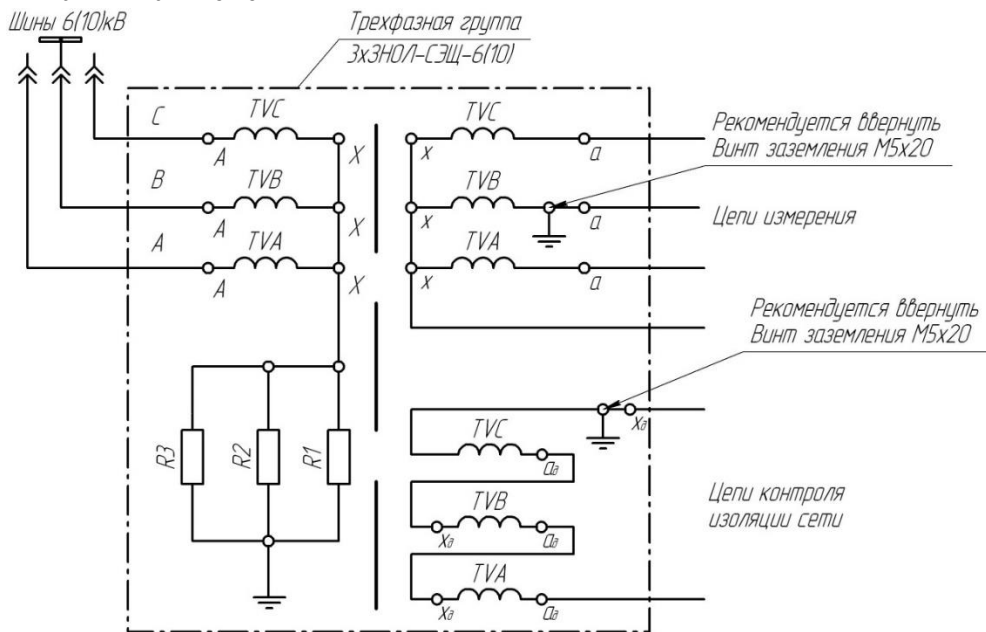 Шины 6(10)кВ
Трехфазная группа
3хЗНОЛ-СЭЩ-6(10)
C
TVC
A
X
TVC
x
a
Рекомендуется ввернуть
Винт заземления М5х20
B
TVB
A
X
TVB
x
a
Цепи измерения
A
TVA
A
X
TVA
x
a
Рекомендуется ввернуть
Винт заземления М5х20
R3
R2
R1
xд
TVC
aд
TVB
xд
aд
Цепи контроля
изоляции сети
TVA
xд
aд